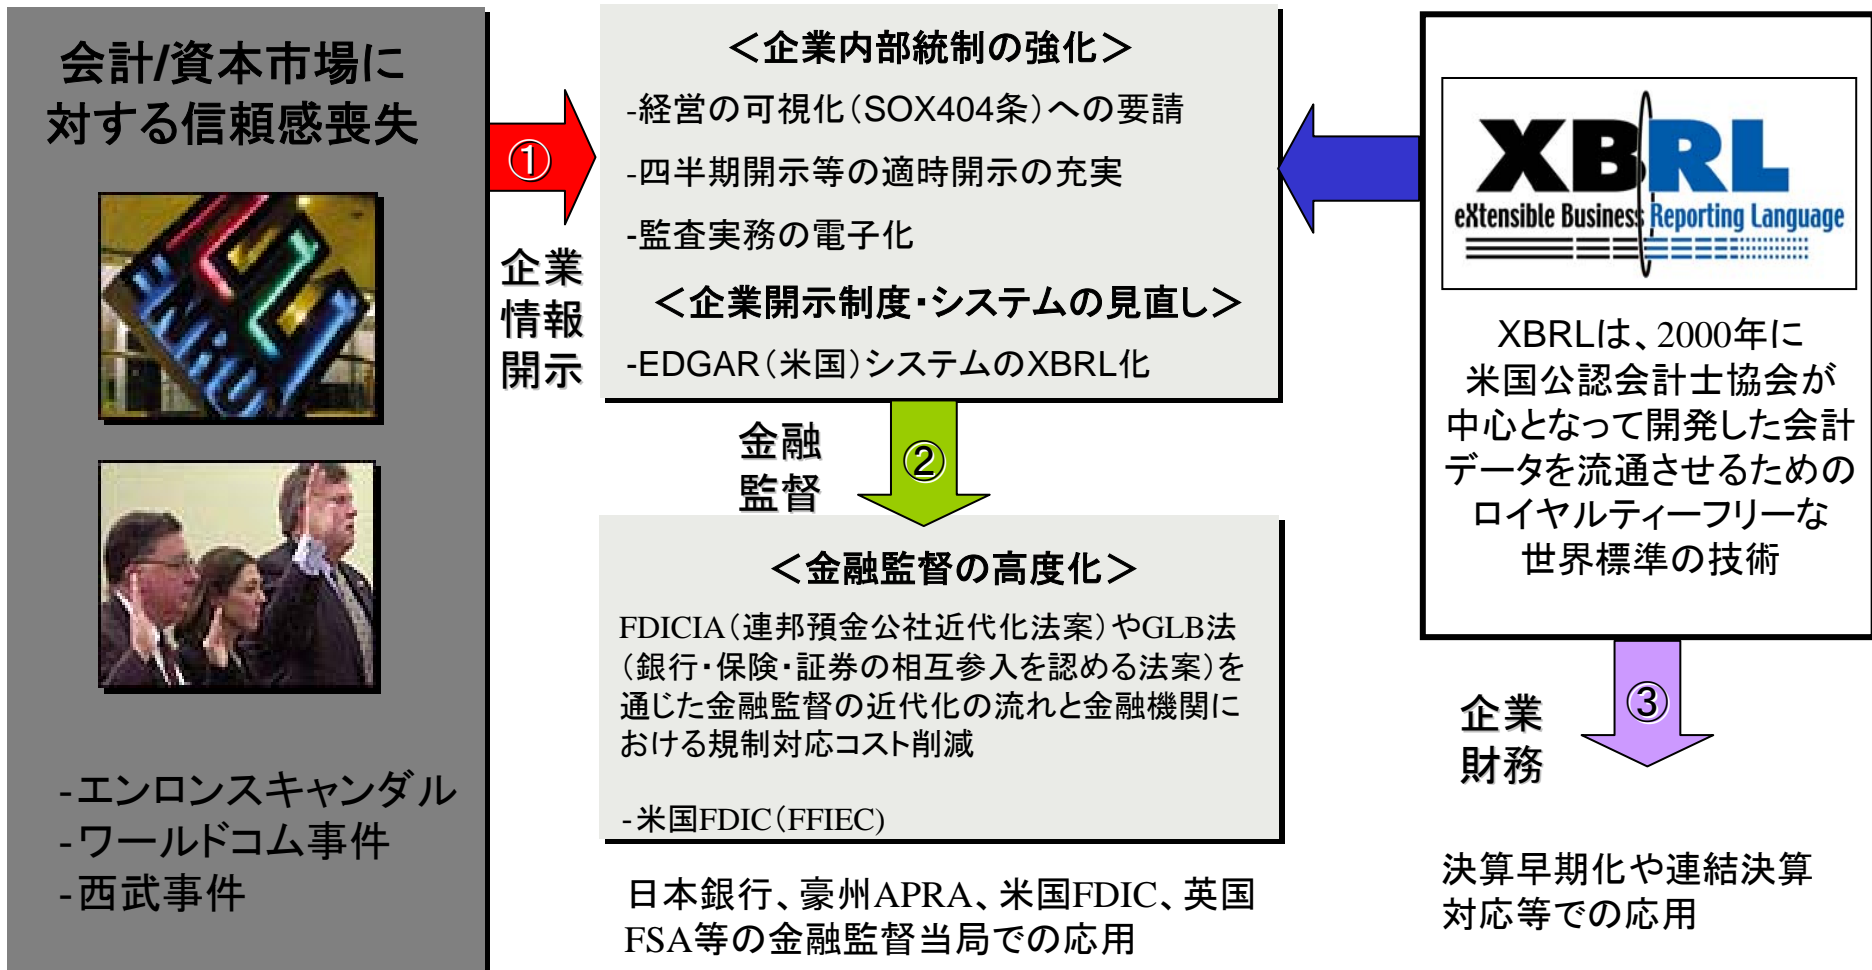 会計/資本市場に
対する信頼感喪失
ENRON
-エンロンスキャンダル
-ワールドコム事件
-西武事件
①
企業
情報
開示
＜企業内部統制の強化＞
-経営の可視化（SOX404条）への要請
-四半期開示等の適時開示の充実
-監査実務の電子化
＜企業開示制度・システムの見直し＞
-EDGAR（米国）システムのXBRL化
金融
監督
②
＜金融監督の高度化＞
FDICIA（連邦預金公社近代化法案）やGLB法
（銀行・保険・証券の相互参入を認める法案）を
通じた金融監督の近代化の流れと金融機関に
おける規制対応コスト削減
-米国FDIC（FFIEC)
日本銀行、豪州APRA、米国FDIC、英国
FSA等の金融監督当局での応用
XBRL
eXtensible Business Reporting Language
XBRLは、2000年に
米国公認会計士協会が
中心となって開発した会計
データを流通させるための
ロイヤルティーフリーな
世界標準の技術
企業
財務
③
決算早期化や連結決算
対応等での応用